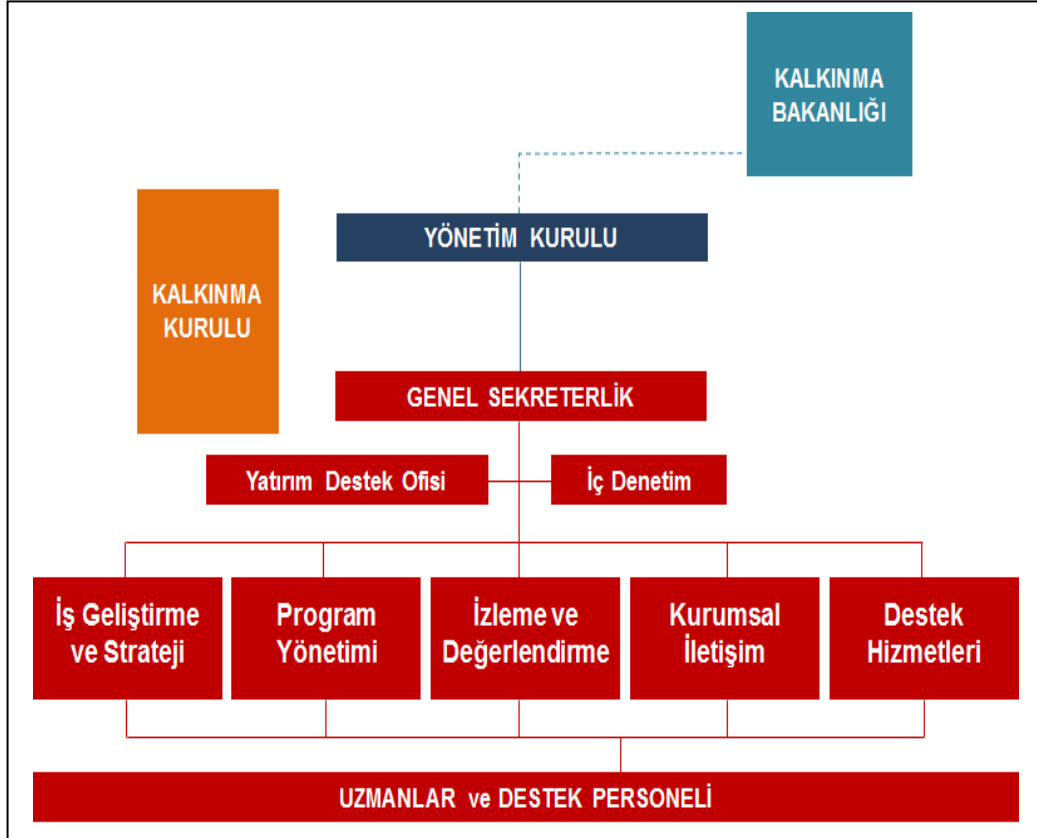 KALKINMA
BAKANLIĞI
YÖNETİM KURULU
KALKINMA
KURULU
GENEL SEKRETERLİK
Yatırım Destek Ofisi
İç Denetim
İş Geliştirme
ve Strateji
Program
Yönetimi
İzleme ve
Değerlendirme
Kurumsal
İletişim
Destek
Hizmetleri
UZMANLAR ve DESTEK PERSONELİ